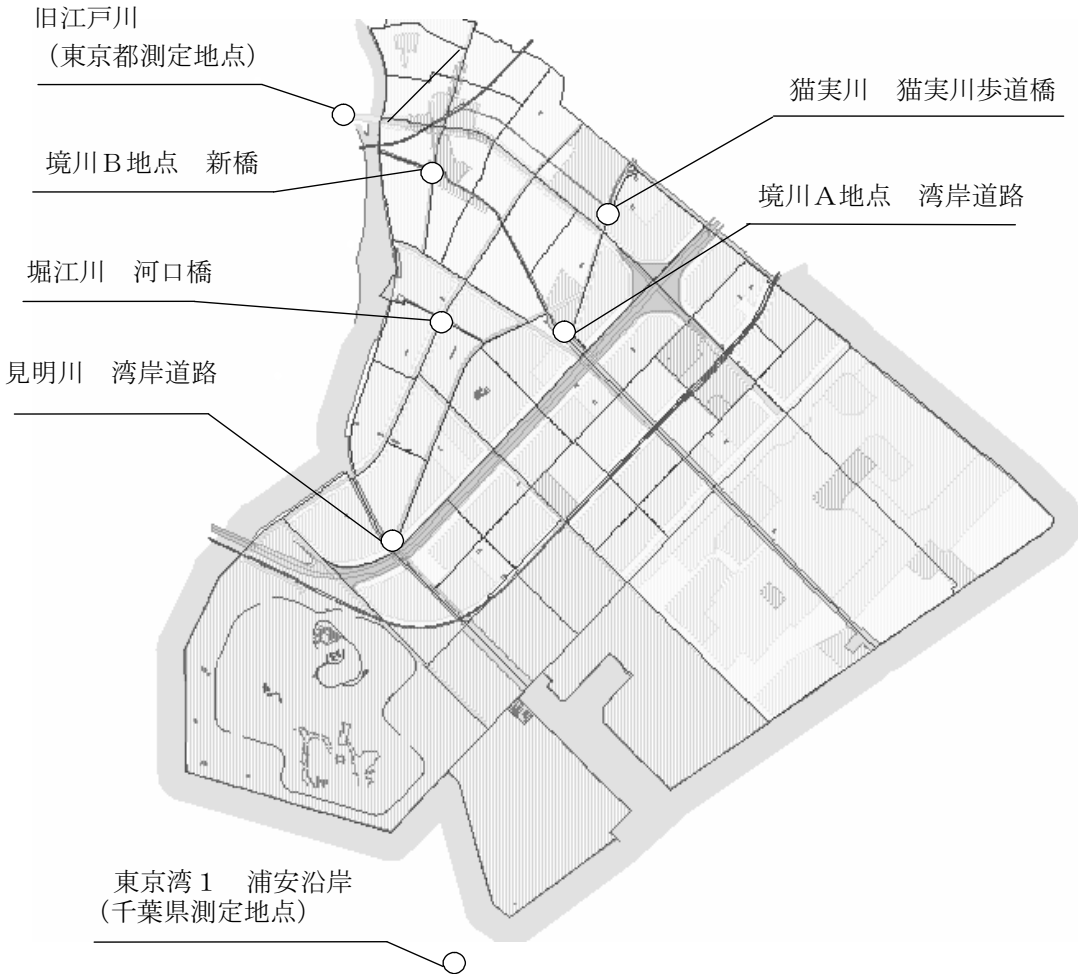 旧江戸川
(東京都測定地点)
猫実川 猫実川歩道橋
境川B地点 新橋
境川A地点 湾岸道路
堀江川 河口橋
見明川 湾岸道路
東京湾1 浦安沿岸
(千葉県測定地点)